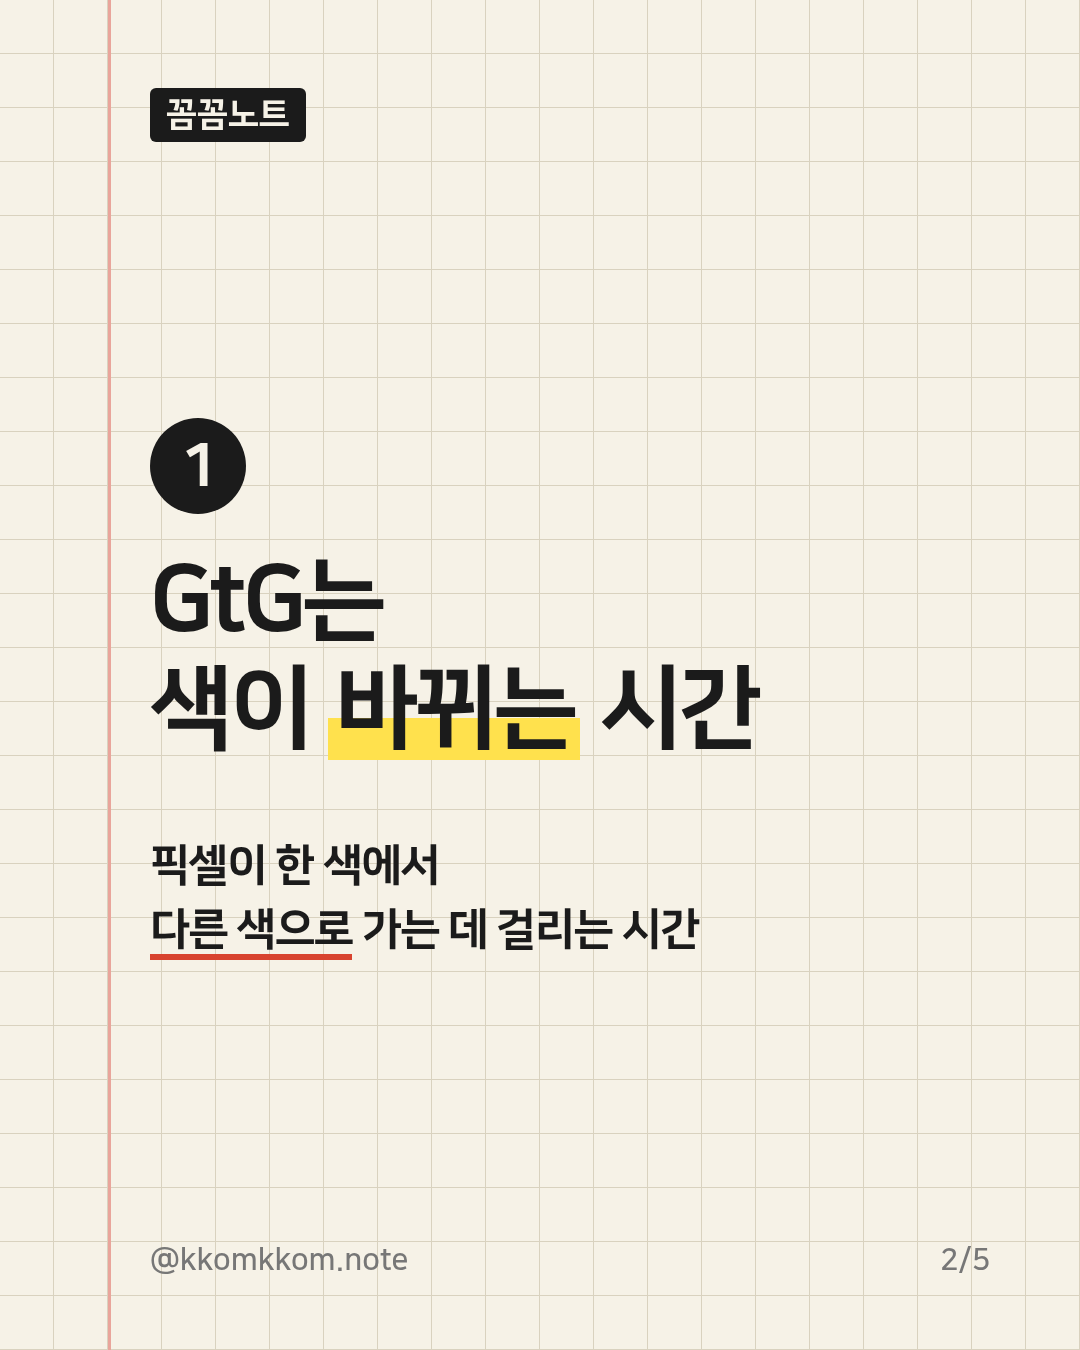 꼼꼼노트
1
GtG는
색이 바뀌는 시간
픽셀이 한 색에서
다른 색으로 가는 데 걸리는 시간
@kkomkkom.note
2/5